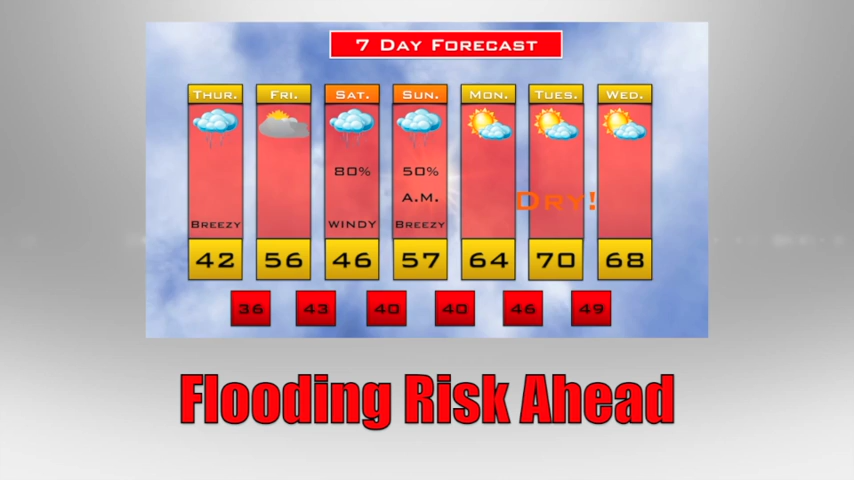 7 DAY FORECAST
THUR. FRI. SAT. SUN. MON. TUES. WED.
80% 50%
A.M.
DRY!
BREEZY WINDY BREEZY
42 56 46 57 64 70 68
36 43 40 40 46 49
Flooding Risk Ahead